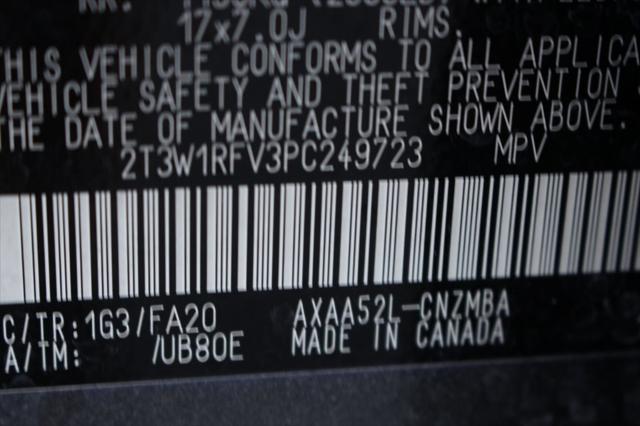 17x7.0J RIMS.
THIS VEHICLE CONFORMS TO ALL APPLICA
VEHICLE SAFETY AND THEFT PREVENTION
THE DATE OF MANUFACTURE SHOWN ABOVE.
2T3W1RFV3PC249723 MPV
C/TR:1G3/FA20 AXAA52L-CNZMBA
A/TM: /UB80E MADE IN CANADA